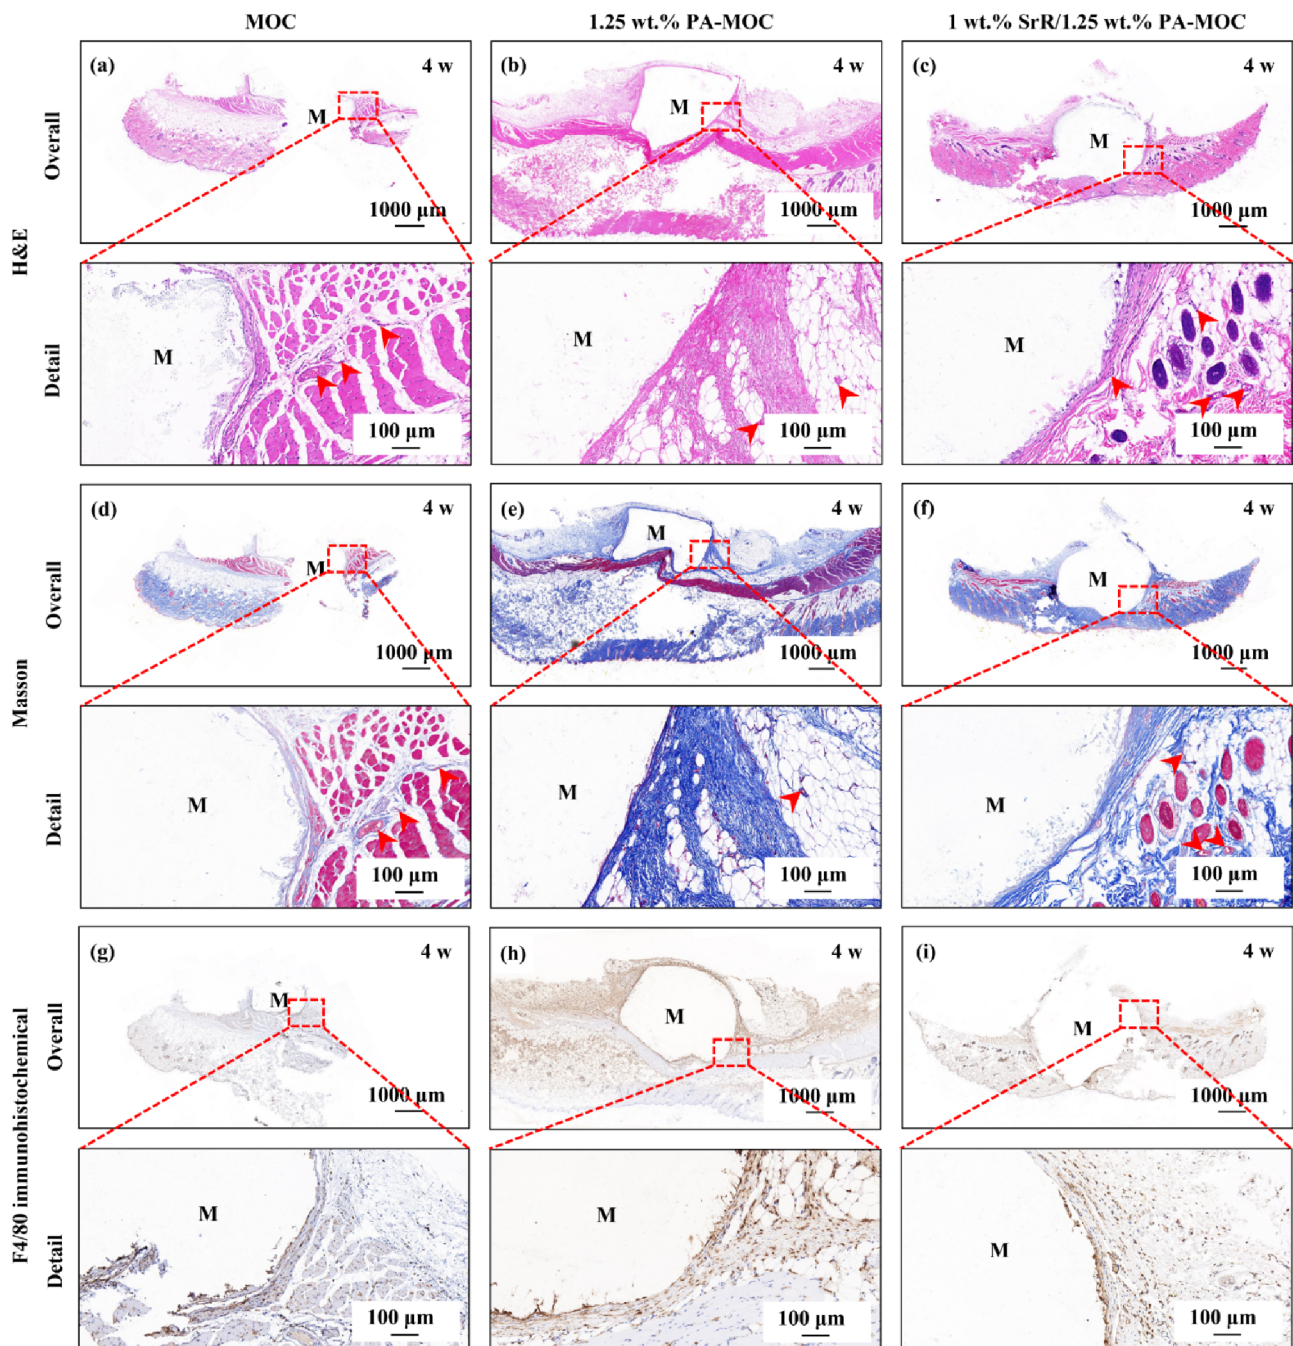 MOC
1.25 wt.% PA-MOC
1 wt.% SrR/1.25 wt.% PA-MOC
H&E
Overall
(a)
4 w
M
1000 μm
(b)
4 w
M
1000 μm
(c)
4 w
M
1000 μm
Detail
M
100 μm
M
100 μm
M
100 μm
Masson
Overall
(d)
4 w
M
1000 μm
(e)
4 w
M
1000 μm
(f)
4 w
M
1000 μm
Detail
M
100 μm
M
100 μm
M
100 μm
F4/80 immunohistochemical
Overall
(g)
4 w
M
1000 μm
(h)
4 w
M
1000 μm
(i)
4 w
M
1000 μm
Detail
M
100 μm
M
100 μm
M
100 μm